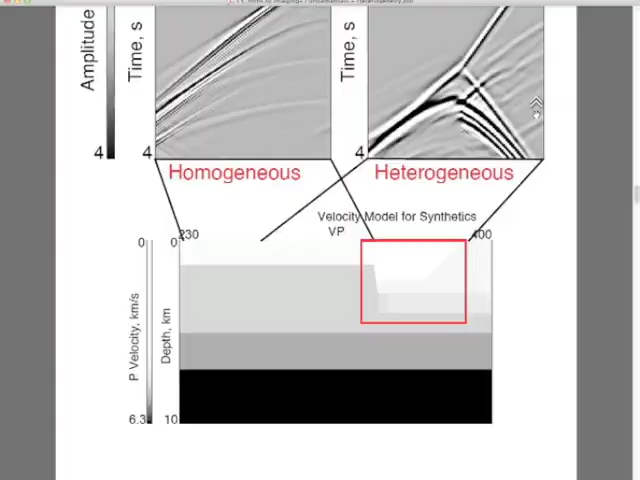 Amplitude
Time, s
Time, s
4
4
4
Homogeneous
Heterogeneous
Velocity Model for Synthetics
VP
230
400
0
0
P Velocity, km/s
Depth, km
6.3
10